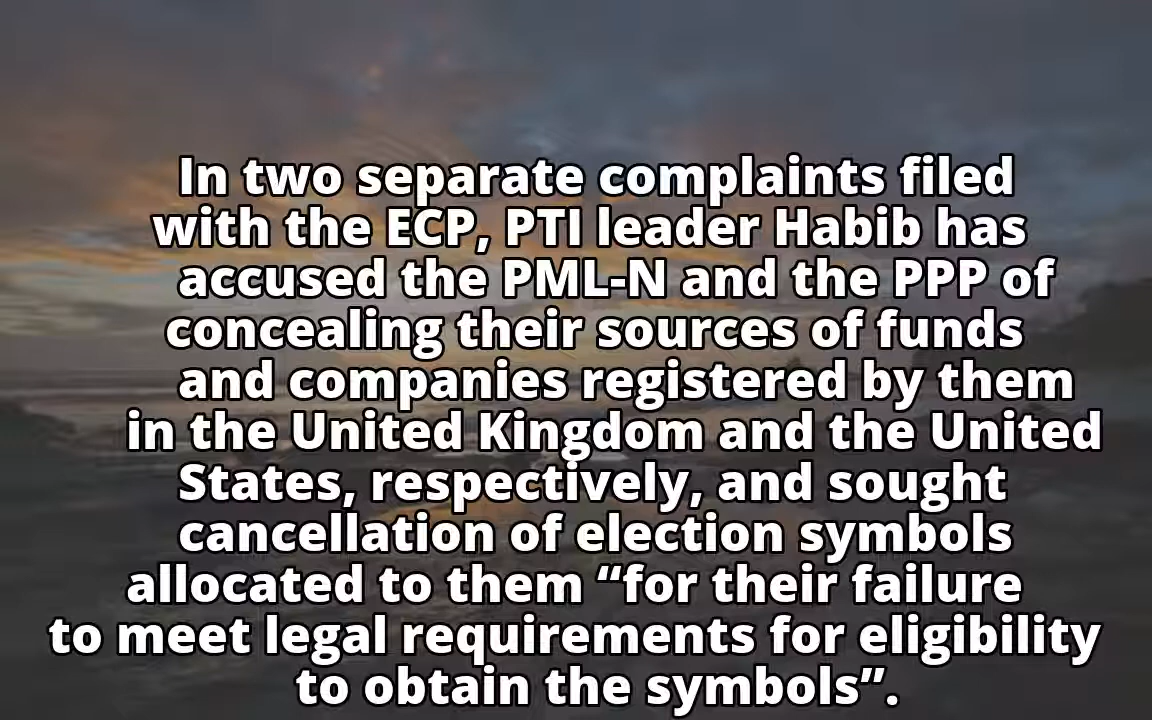 In two separate complaints filed
with the ECP, PTI leader Habib has
accused the PML-N and the PPP of
concealing their sources of funds
and companies registered by them
in the United Kingdom and the United
States, respectively, and sought
cancellation of election symbols
allocated to them “for their failure
to meet legal requirements for eligibility
to obtain the symbols”.